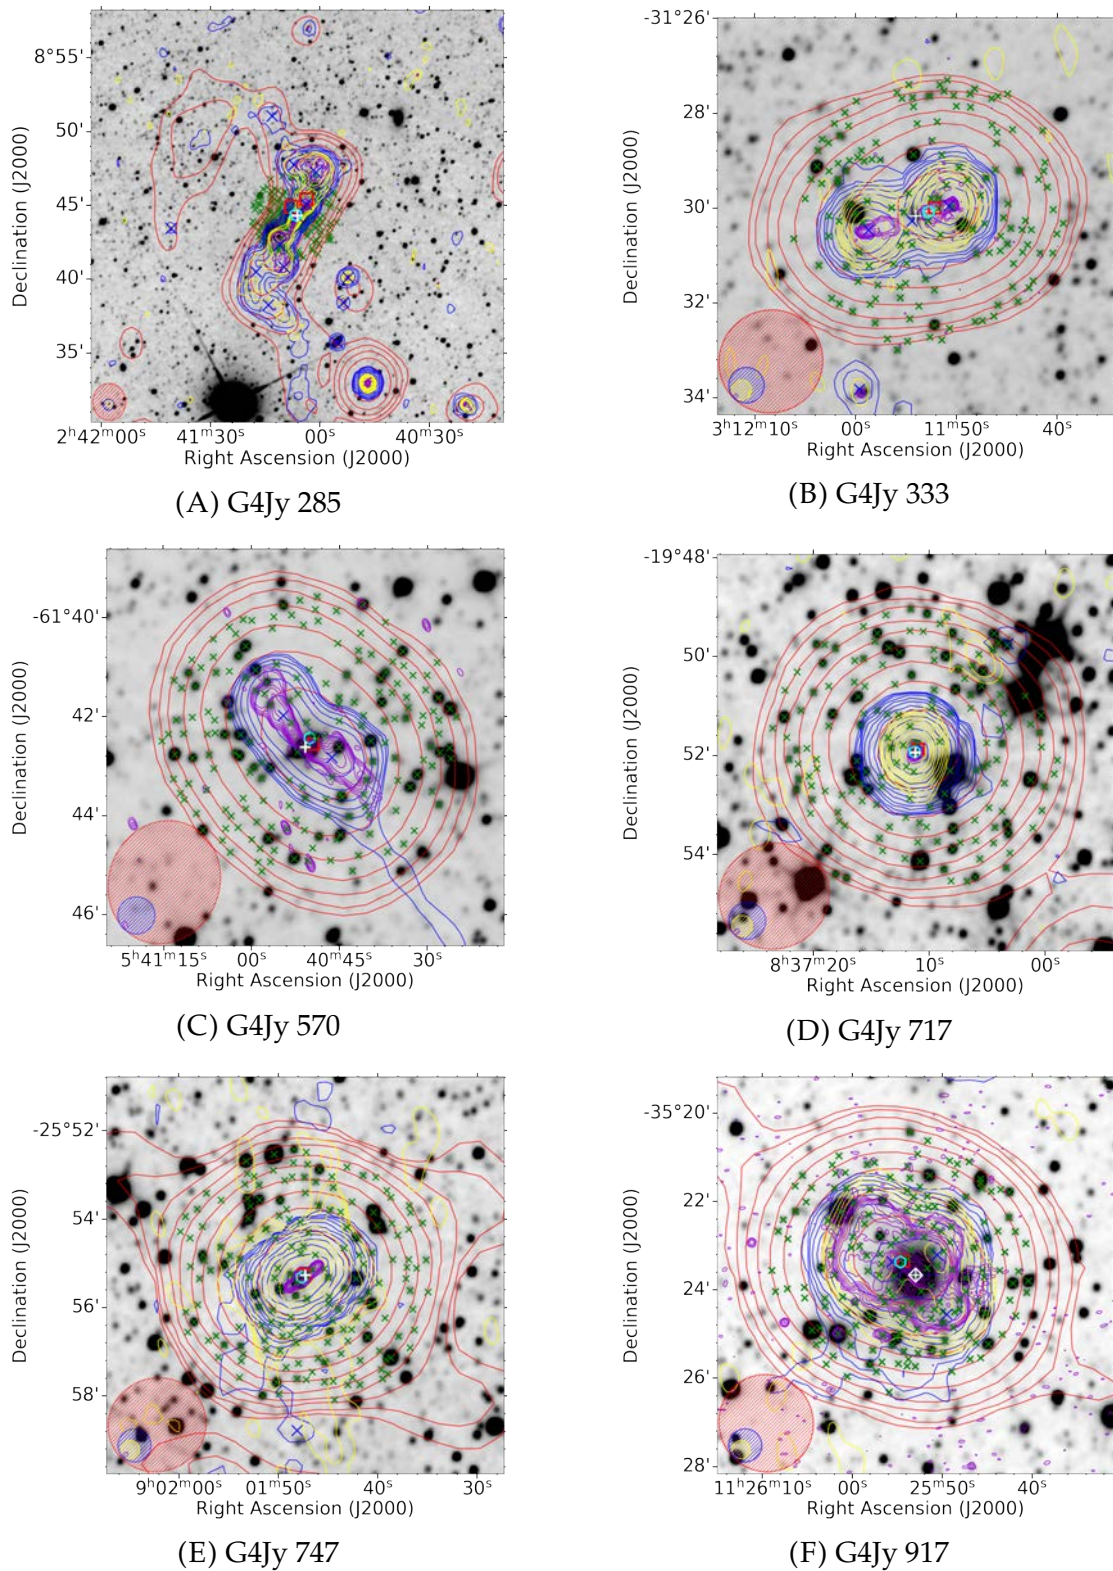 8°55'
50'
45'
40'
35'
Declination (J2000)
2ʰ42ᵐ00ˢ 41ᵐ30ˢ 00ˢ 40ᵐ30ˢ
Right Ascension (J2000)
(A) G4Jy 285
-31°26'
28'
30'
32'
34'
Declination (J2000)
3ʰ12ᵐ10ˢ 00ˢ 11ᵐ50ˢ 40ˢ
Right Ascension (J2000)
(B) G4Jy 333
-61°40'
42'
44'
46'
Declination (J2000)
5ʰ41ᵐ15ˢ 00ˢ 40ᵐ45ˢ 30ˢ
Right Ascension (J2000)
(C) G4Jy 570
-19°48'
50'
52'
54'
Declination (J2000)
8ʰ37ᵐ20ˢ 10ˢ 00ˢ
Right Ascension (J2000)
(D) G4Jy 717
-25°52'
54'
56'
58'
Declination (J2000)
9ʰ02ᵐ00ˢ 01ᵐ50ˢ 40ˢ 30ˢ
Right Ascension (J2000)
(E) G4Jy 747
-35°20'
22'
24'
26'
28'
Declination (J2000)
11ʰ26ᵐ10ˢ 00ˢ 25ᵐ50ˢ 40ˢ
Right Ascension (J2000)
(F) G4Jy 917